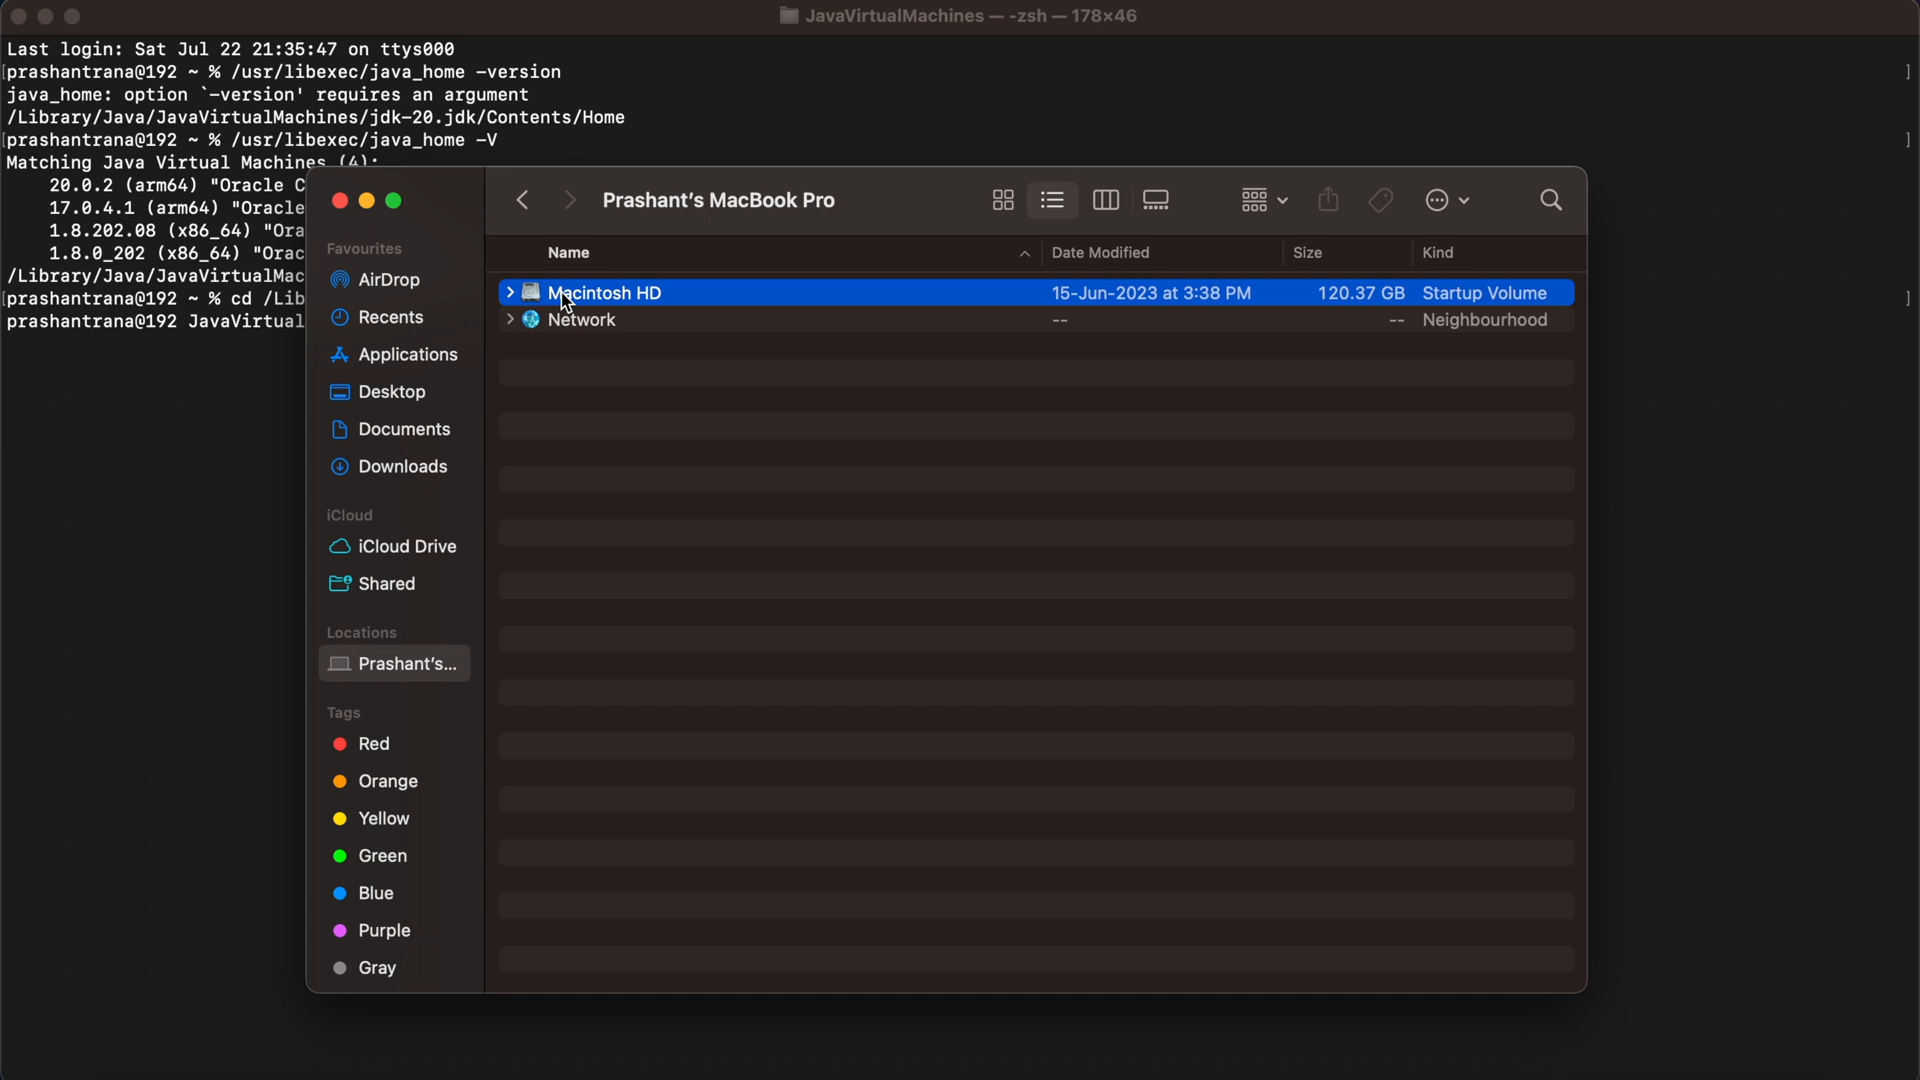 JavaVirtualMachines — -zsh — 178×46
Last login: Sat Jul 22 21:35:47 on ttys000
[prashantrana@192 ~ % /usr/libexec/java_home -version ]
java_home: option `-version' requires an argument
/Library/Java/JavaVirtualMachines/jdk-20.jdk/Contents/Home
[prashantrana@192 ~ % /usr/libexec/java_home -V ]
Matching Java Virtual Machines (4):
20.0.2 (arm64) "Oracle C
17.0.4.1 (arm64) "Oracle
1.8.202.08 (x86_64) "Ora
1.8.0_202 (x86_64) "Orac
/Library/Java/JavaVirtualMac
[prashantrana@192 ~ % cd /Lib ]
prashantrana@192 JavaVirtual
Prashant's MacBook Pro
Favourites
AirDrop
Recents
Applications
Desktop
Documents
Downloads
iCloud
iCloud Drive
Shared
Locations
Prashant's...
Tags
Red
Orange
Yellow
Green
Blue
Purple
Gray
Name Date Modified Size Kind
Macintosh HD 15-Jun-2023 at 3:38 PM 120.37 GB Startup Volume
Network -- -- Neighbourhood